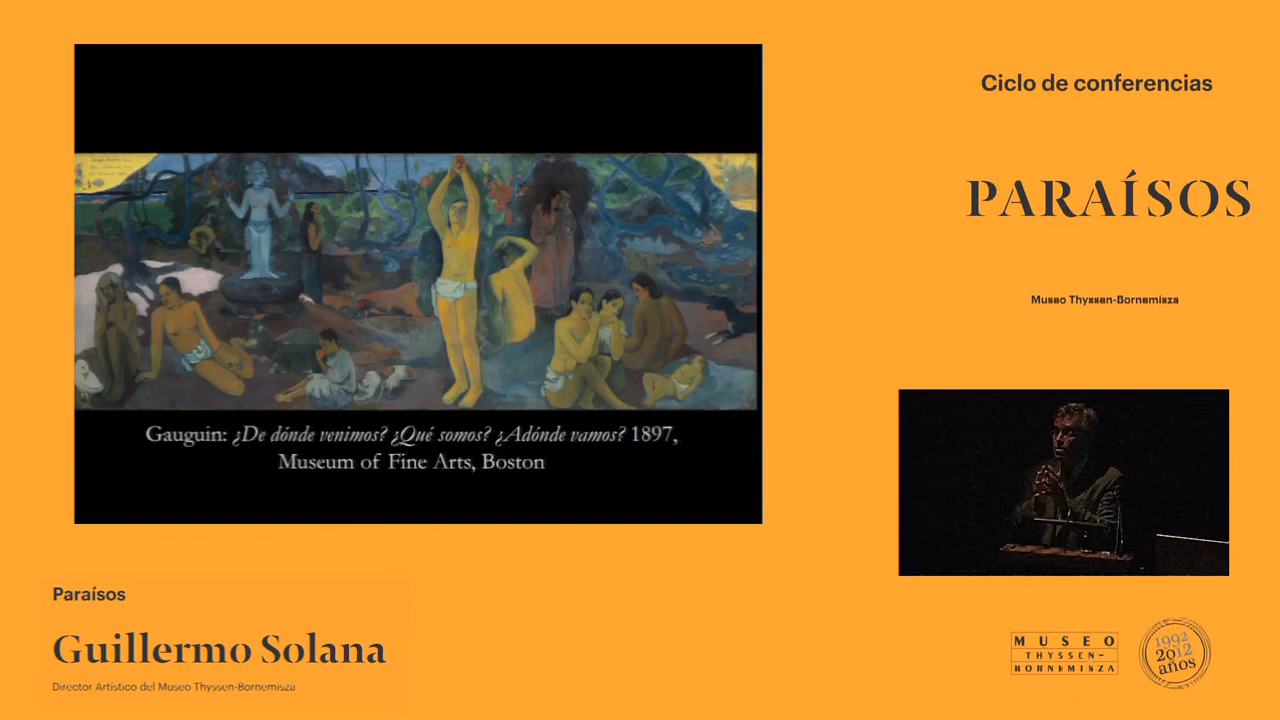 Ciclo de conferencias
PARAÍSOS
Museo Thyssen-Bornemisza
Gauguin: ¿De dónde venimos? ¿Qué somos? ¿Adónde vamos? 1897,
Museum of Fine Arts, Boston
Paraísos
Guillermo Solana
Director Artístico del Museo Thyssen-Bornemisza
MUSEO
THYSSEN-
BORNEMISZA
1992
2012
años